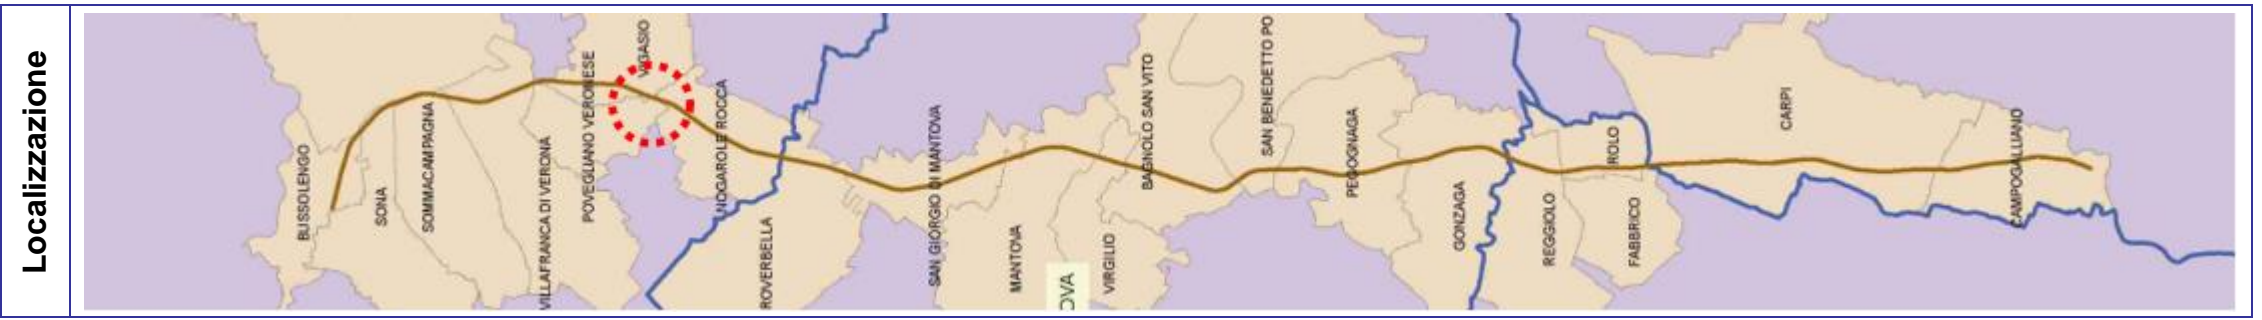 Localizzazione
BUSSOLENGO
SONA
SOMMACAMPAGNA
VILLAFRANCA DI VERONA
POVEGLIANO VERONESE
VIGASIO
NOGAROLE ROCCA
ROVERBELLA
SAN GIORGIO DI MANTOVA
MANTOVA
OVA
VIRGILIO
BAGNOLO SAN VITO
SAN BENEDETTO PO
PEGOGNAGA
GONZAGA
REGGIOLO
ROLO
FABBRICO
CARPI
CAMPOGALLIANO